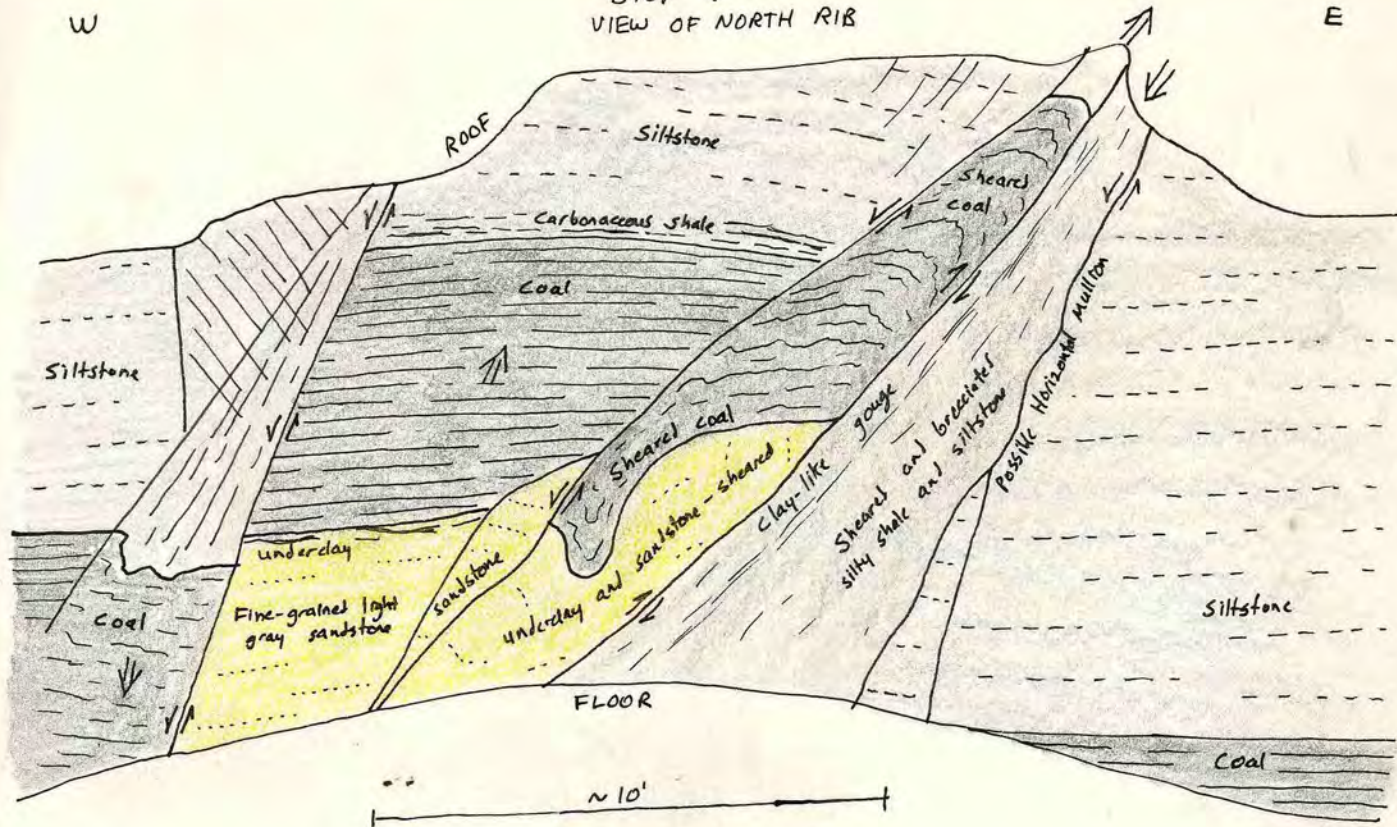 W
VIEW OF NORTH RIB
E
ROOF
Siltstone
Sheared
coal
Carbonaceous shale
Coal
Siltstone
Sheared coal
Clay-like gouge
Sheared and brecciated
silty shale and siltstone
Possible Horizontal Mullion
underclay
Fine-grained light
gray sandstone
sandstone
underclay and sandstone-sheared
Coal
Siltstone
FLOOR
Coal
~10'